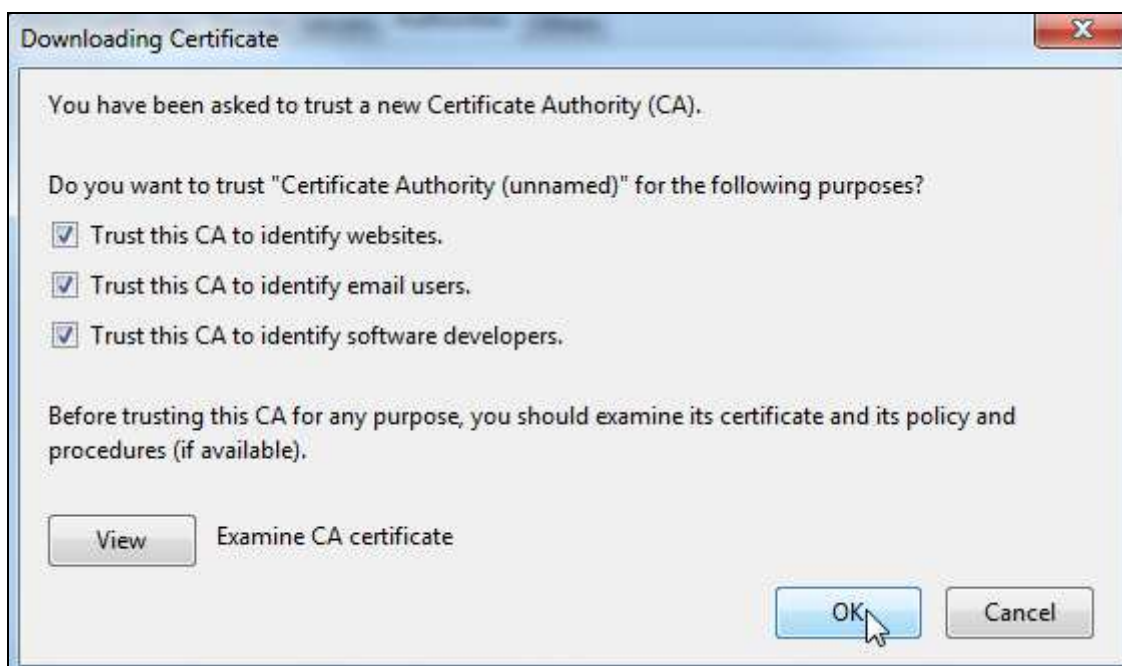 Downloading Certificate
You have been asked to trust a new Certificate Authority (CA).
Do you want to trust "Certificate Authority (unnamed)" for the following purposes?
Trust this CA to identify websites.
Trust this CA to identify email users.
Trust this CA to identify software developers.
Before trusting this CA for any purpose, you should examine its certificate and its policy and
procedures (if available).
View Examine CA certificate
OK Cancel